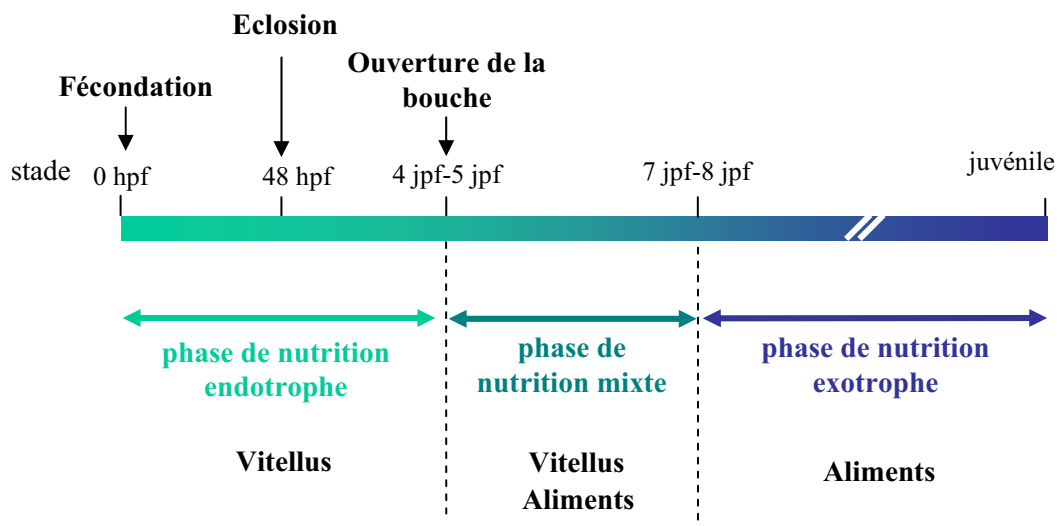 Eclosion
Fécondation
Ouverture de la
bouche
stade
0 hpf
48 hpf
4 jpf-5 jpf
7 jpf-8 jpf
juvénile
phase de nutrition
endotrophe
phase de
nutrition mixte
phase de nutrition
exotrophe
Vitellus
Vitellus
Aliments
Aliments